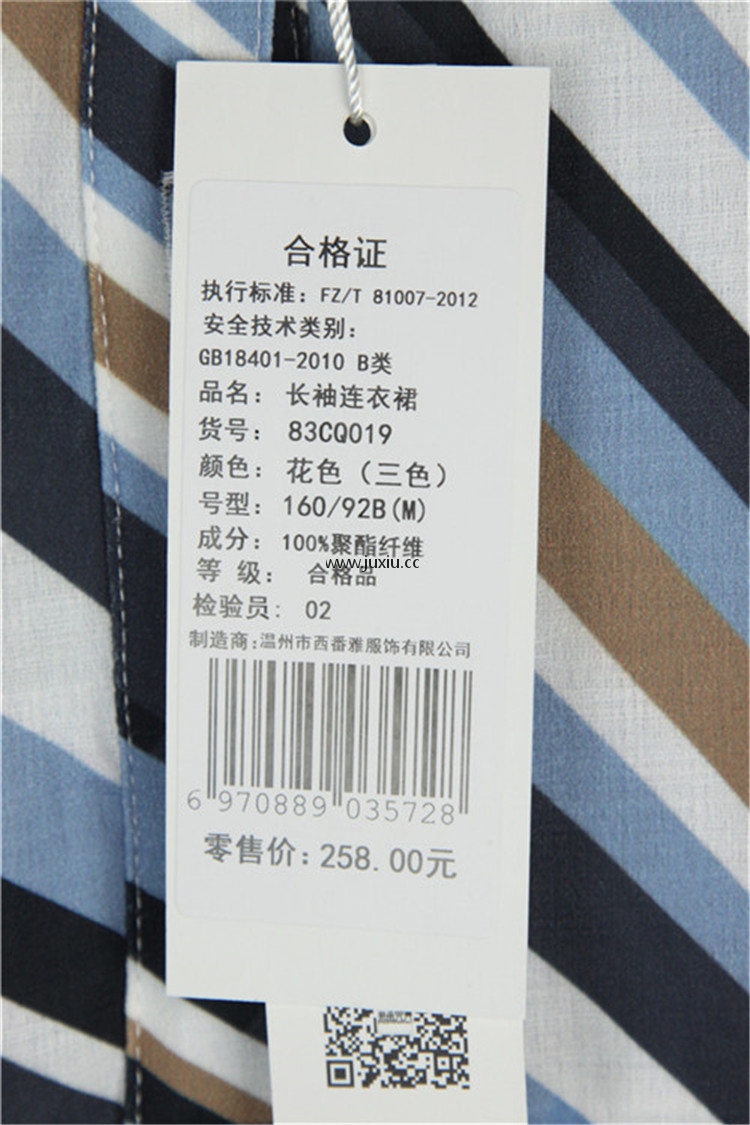 合格证
执行标准：FZ/T 81007-2012
安全技术类别：
GB18401-2010 B类
品名：长袖连衣裙
货号：83CQ019
颜色：花色（三色）
号型：160/92B(M)
成分：100%聚酯纤维
www.juxiu.cc
等 级：合格品
检验员：02
制造商：温州市西番雅服饰有限公司
6 970889 035728
零售价：258.00元